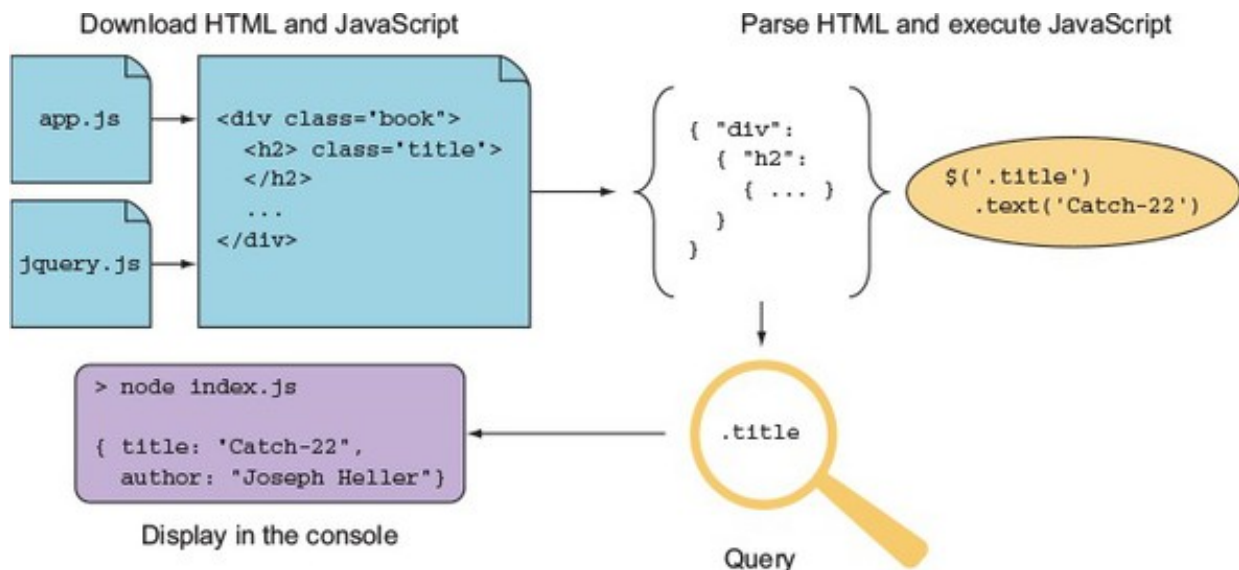 Download HTML and JavaScript
Parse HTML and execute JavaScript
app.js
jquery.js
<div class='book">
<h2> class='title'>
</h2>
...
</div>
{ "div":
{ "h2":
{ ... }
}
}
$('.title')
.text('Catch-22')
.title
Query
> node index.js
{ title: "Catch-22",
author: "Joseph Heller"}
Display in the console